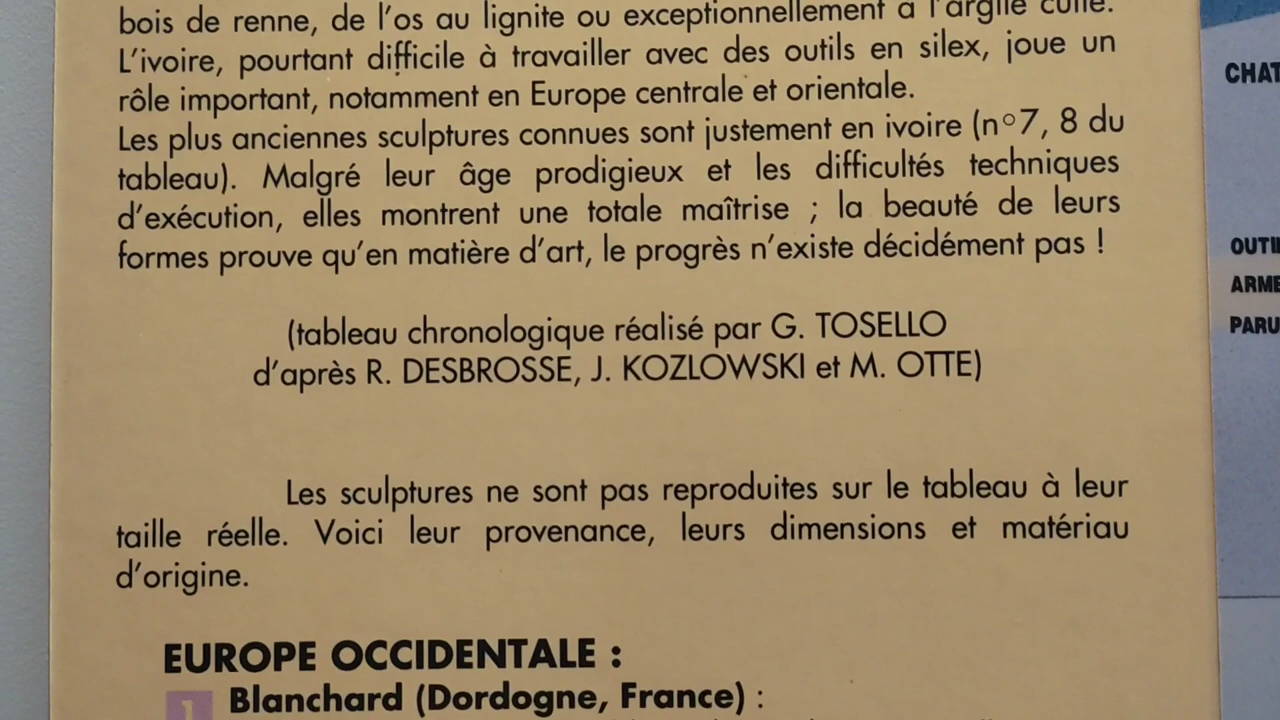 bois de renne, de l'os au lignite ou exceptionnellement à l'argile cuite.
L'ivoire, pourtant difficile à travailler avec des outils en silex, joue un
rôle important, notamment en Europe centrale et orientale.
Les plus anciennes sculptures connues sont justement en ivoire (n°7, 8 du
tableau). Malgré leur âge prodigieux et les difficultés techniques
d'exécution, elles montrent une totale maîtrise ; la beauté de leurs
formes prouve qu'en matière d'art, le progrès n'existe décidément pas !
(tableau chronologique réalisé par G. TOSELLO
d'après R. DESBROSSE, J. KOZLOWSKI et M. OTTE)
Les sculptures ne sont pas reproduites sur le tableau à leur
taille réelle. Voici leur provenance, leurs dimensions et matériau
d'origine.
EUROPE OCCIDENTALE :
1 Blanchard (Dordogne, France) :
CHAT
OUTI
ARME
PARU